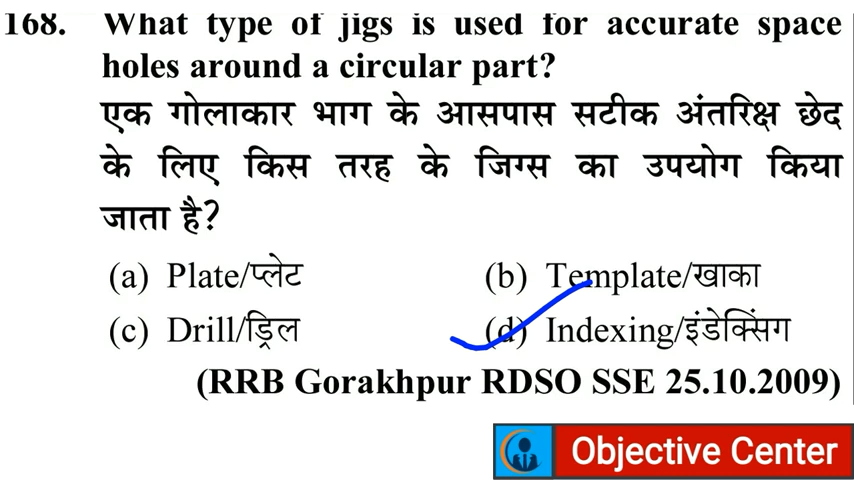 168. What type of jigs is used for accurate space
holes around a circular part?
एक गोलाकार भाग के आसपास सटीक अंतरिक्ष छेद
के लिए किस तरह के जिग्स का उपयोग किया
जाता है?
(a) Plate/प्लेट (b) Template/खाका
(c) Drill/ड्रिल (d) Indexing/इंडेक्सिंग
(RRB Gorakhpur RDSO SSE 25.10.2009)
Objective Center